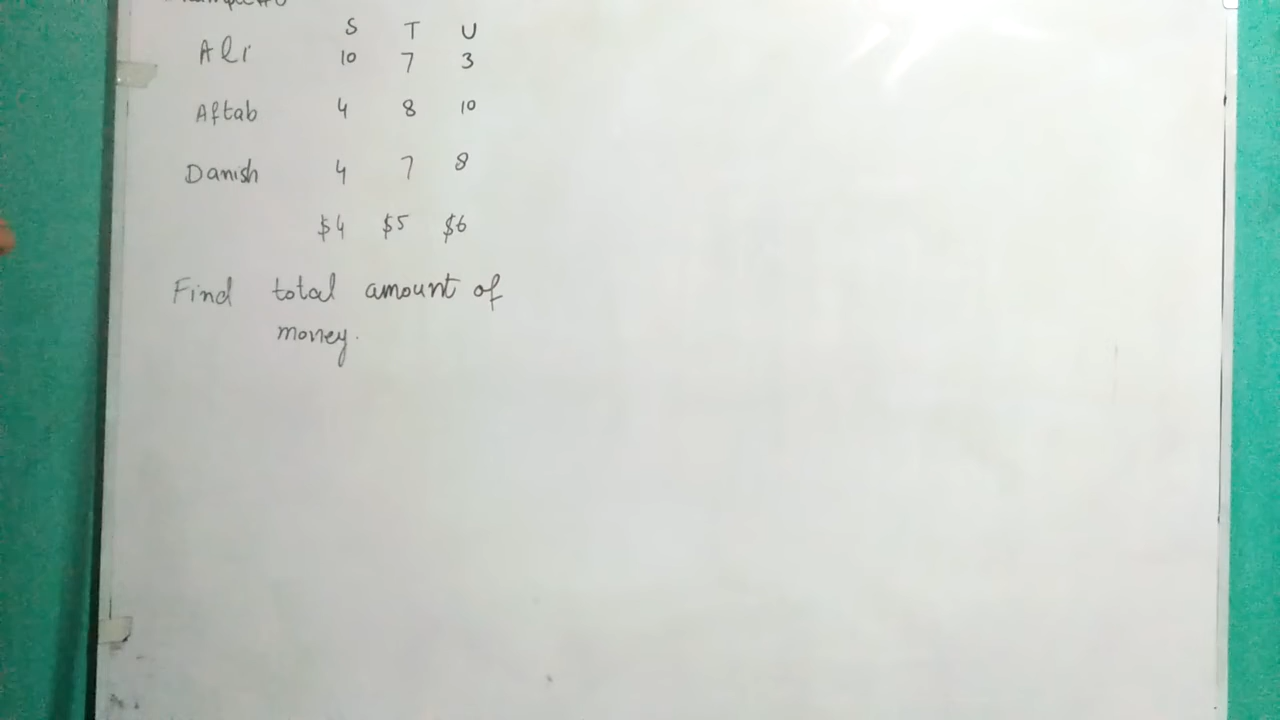 S T U
Ali 10 7 3
Aftab 4 8 10
Danish 4 7 8
$4 $5 $6
Find total amount of
money.